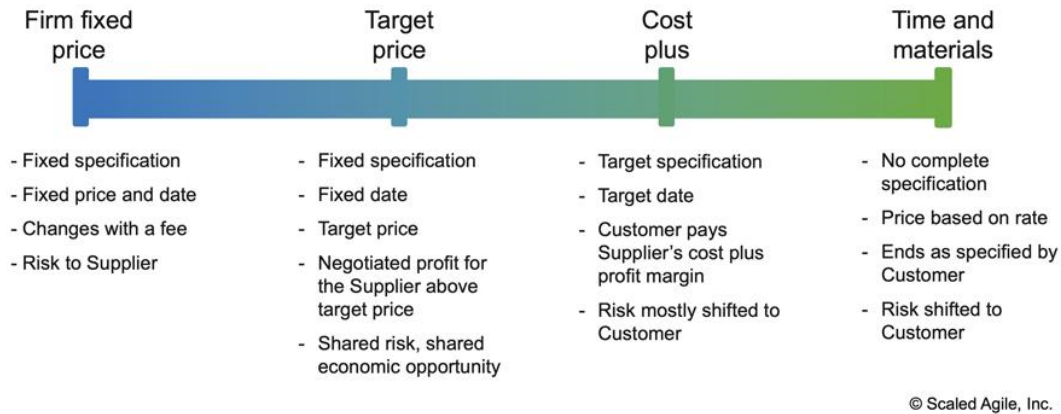 Firm fixed
price
Target
price
Cost
plus
Time and
materials
- Fixed specification
- Fixed price and date
- Changes with a fee
- Risk to Supplier
- Fixed specification
- Fixed date
- Target price
- Negotiated profit for
the Supplier above
target price
- Shared risk, shared
economic opportunity
- Target specification
- Target date
- Customer pays
Supplier's cost plus
profit margin
- Risk mostly shifted to
Customer
- No complete
specification
- Price based on rate
- Ends as specified by
Customer
- Risk shifted to
Customer
© Scaled Agile, Inc.